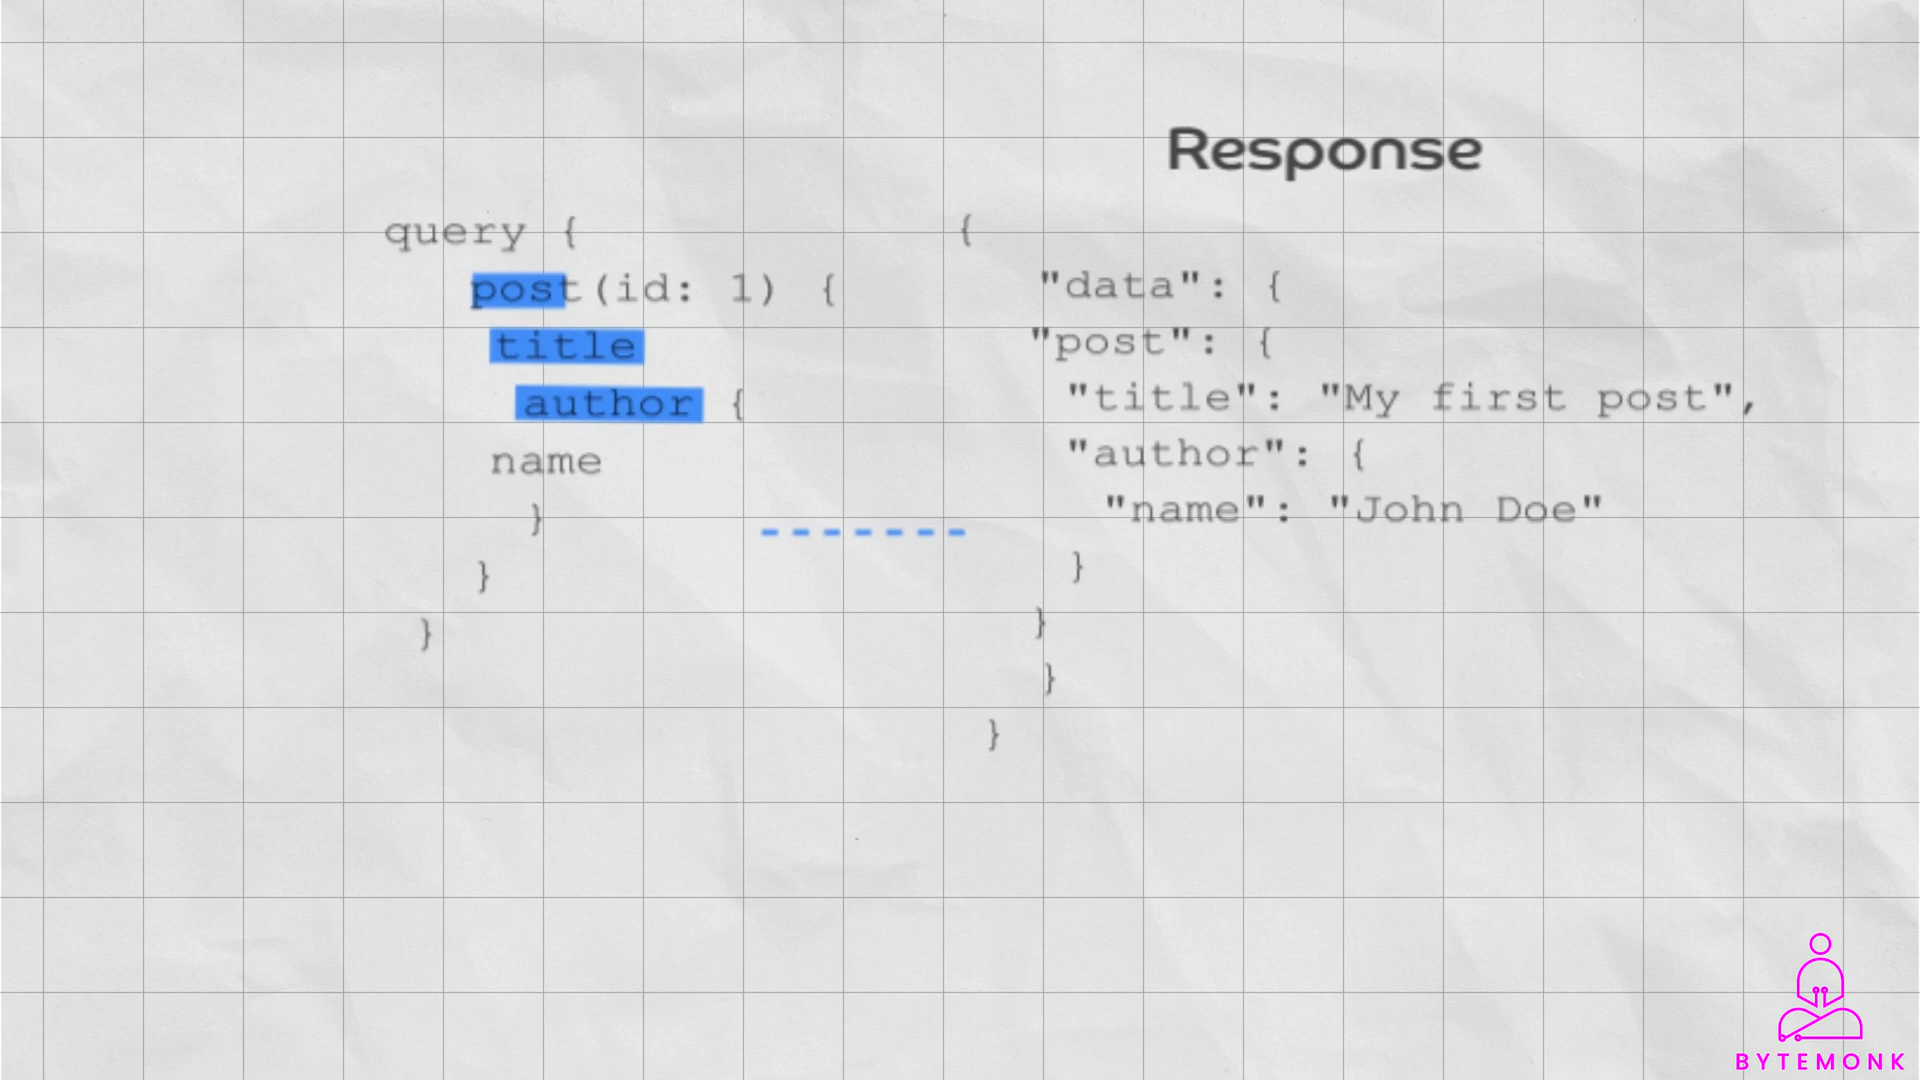 query {
post(id: 1) {
title
author {
name
}
}
}
Response
{
"data": {
"post": {
"title": "My first post",
"author": {
"name": "John Doe"
}
}
}
}
BYTEMONK